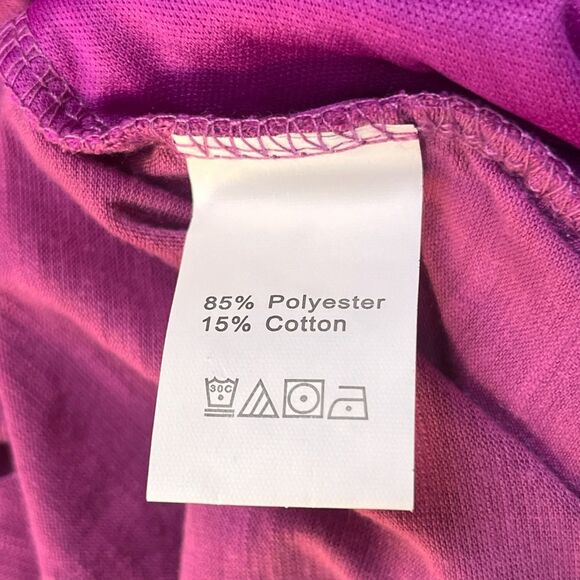 85% Polyester
15% Cotton
30C